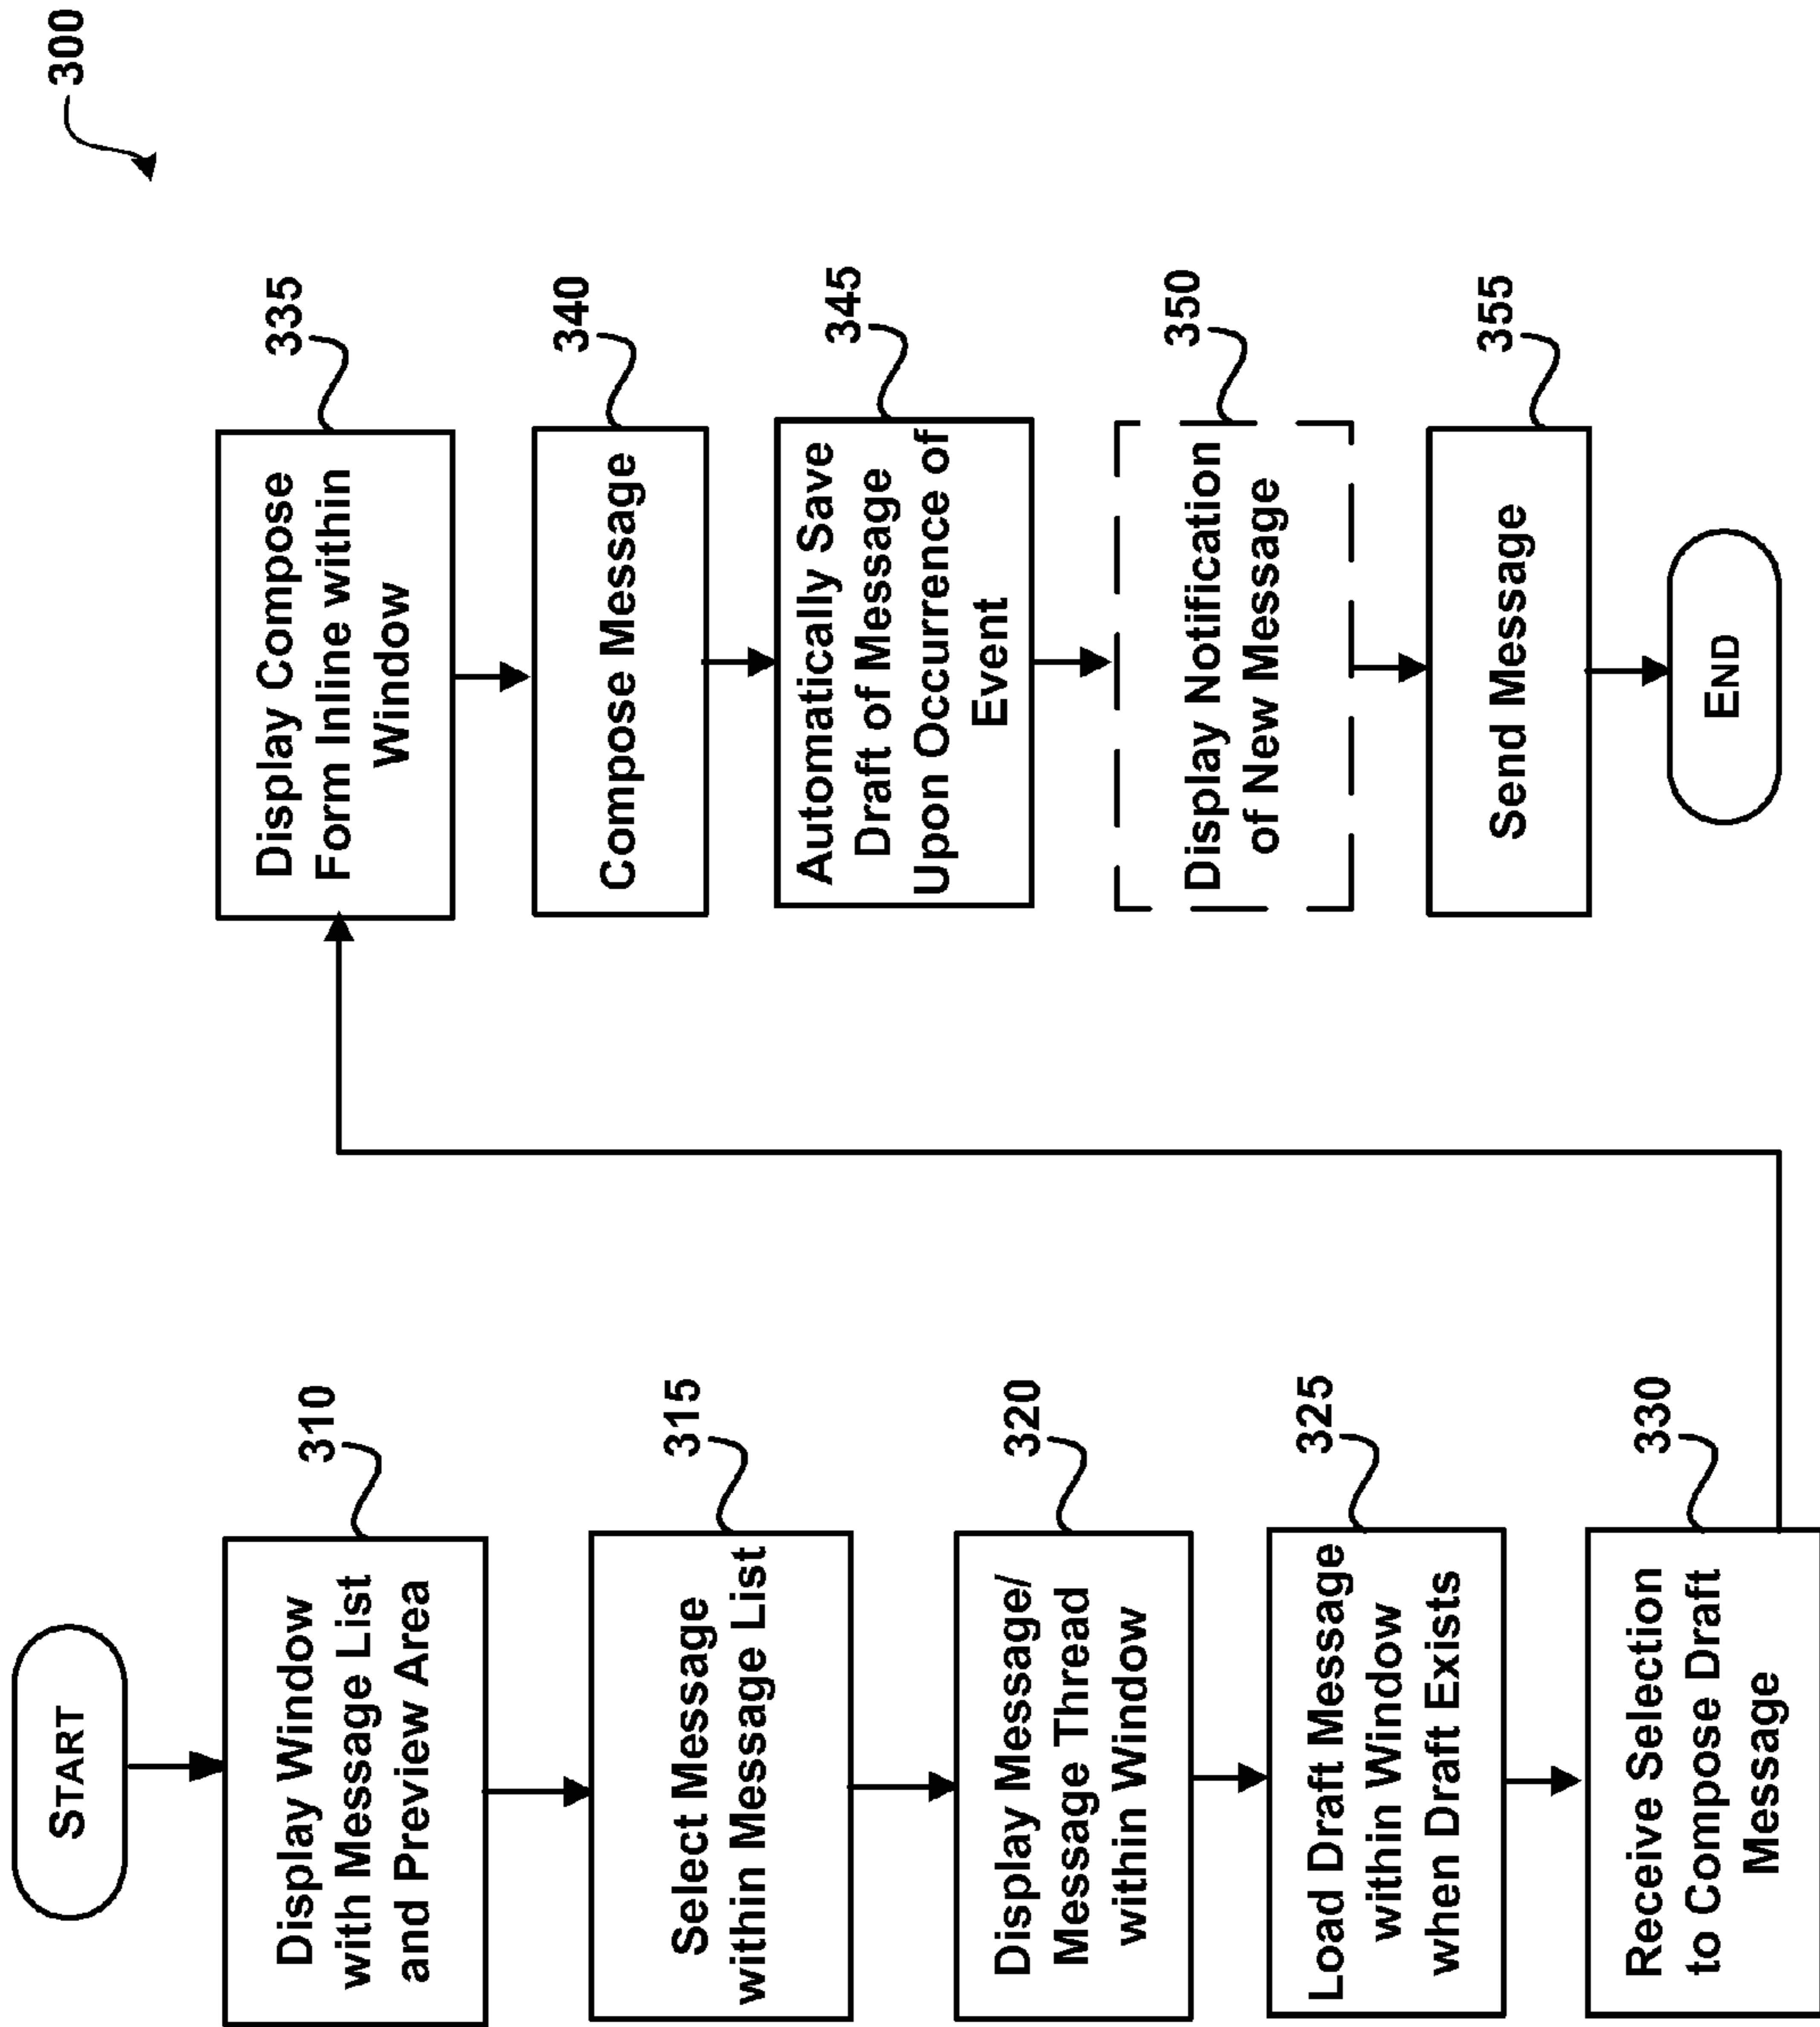 300
START
310
Display Window
with Message List
and Preview Area
315
Select Message
within Message List
320
Display Message/
Message Thread
within Window
325
Load Draft Message
within Window
when Draft Exists
330
Receive Selection
to Compose Draft
Message
335
Display Compose
Form Inline within
Window
340
Compose Message
345
Automatically Save
Draft of Message
Upon Occurrence of
Event
350
Display Notification
of New Message
355
Send Message
END